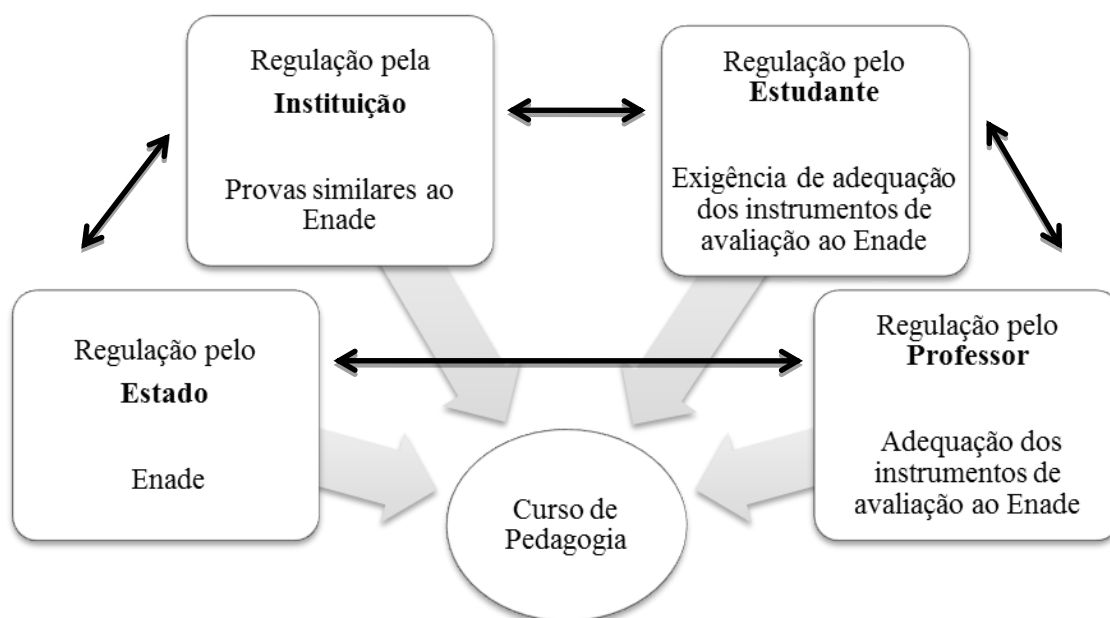 Regulação pela
Instituição
Provas similares ao
Enade
Regulação pelo
Estudante
Exigência de adequação
dos instrumentos de
avaliação ao Enade
Regulação pelo
Estado
Enade
Regulação pelo
Professor
Adequação dos
instrumentos de
avaliação ao Enade
Curso de
Pedagogia